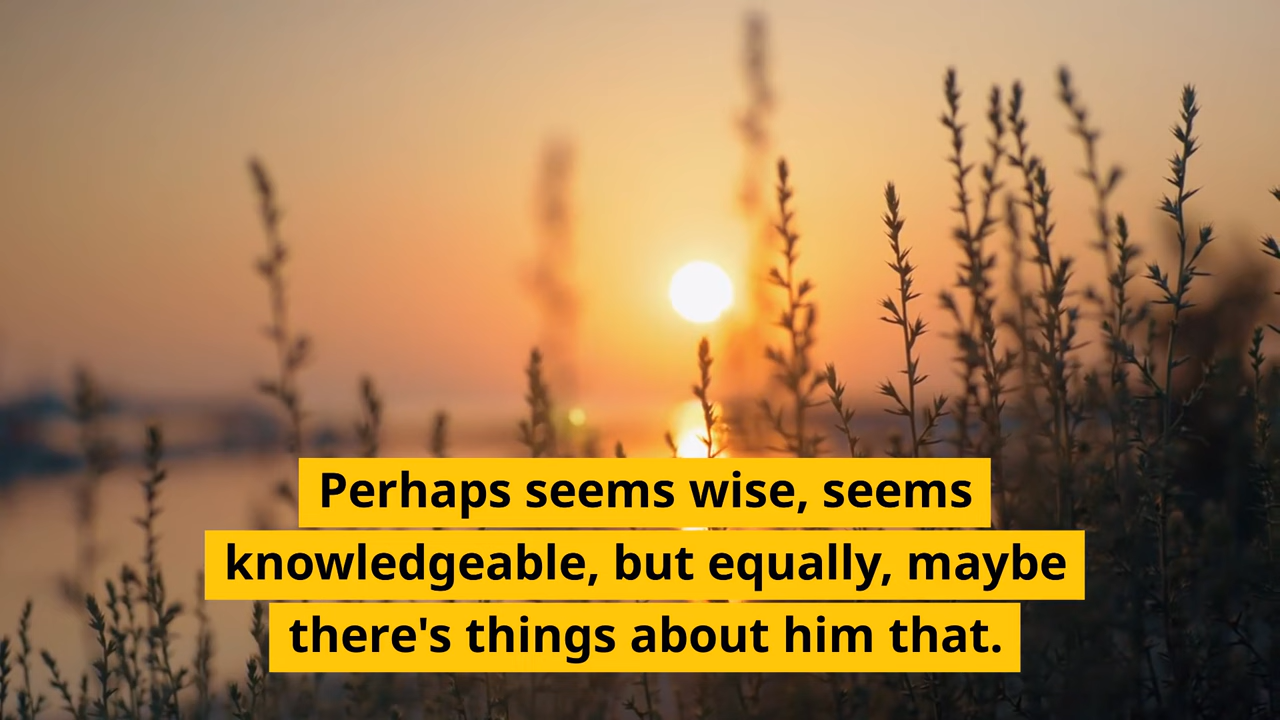 Perhaps seems wise, seems
knowledgeable, but equally, maybe
there's things about him that.